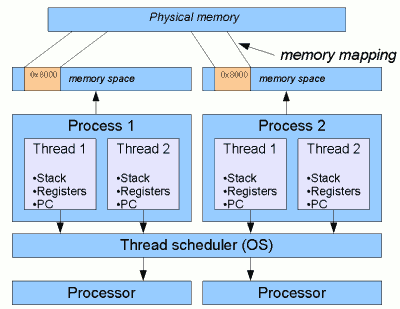 Physical memory
memory mapping
0x8000 memory space
0x8000 memory space
Process 1
Process 2
Thread 1
•Stack
•Registers
•PC
Thread 2
•Stack
•Registers
•PC
Thread 1
•Stack
•Registers
•PC
Thread 2
•Stack
•Registers
•PC
Thread scheduler (OS)
Processor
Processor